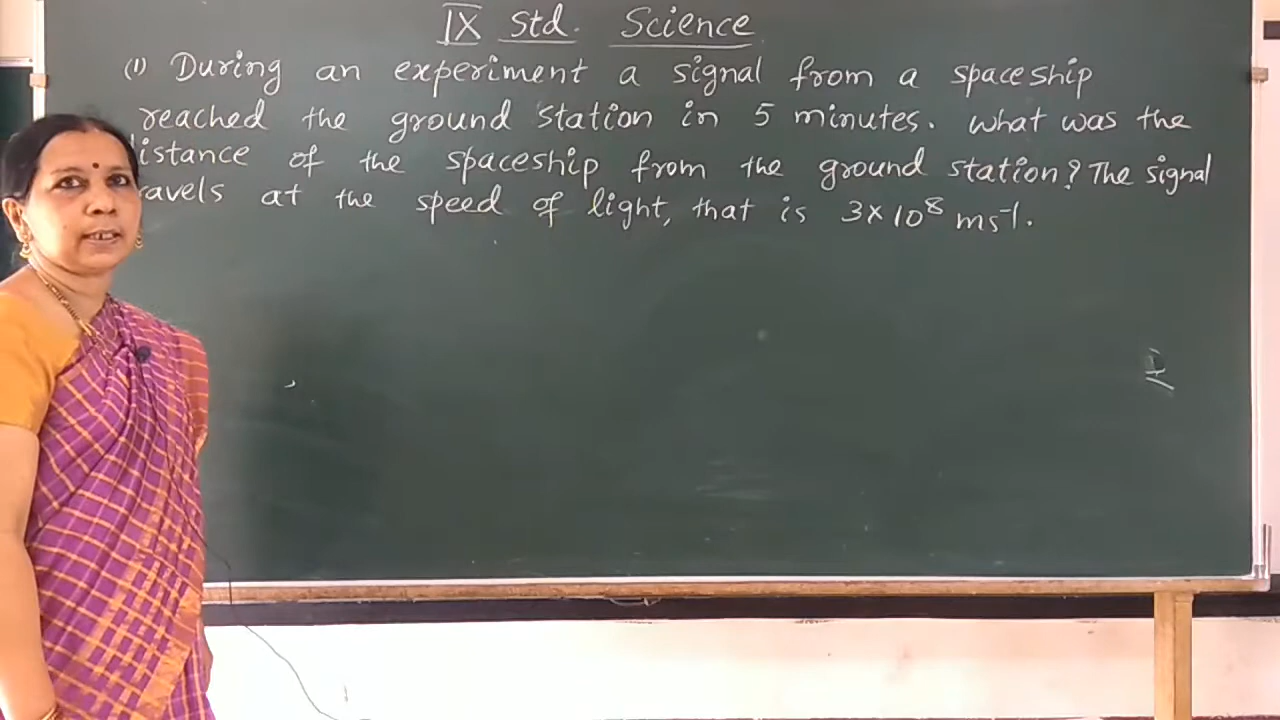 IX Std. Science
(1) During an experiment a signal from a spaceship
reached the ground station in 5 minutes. What was the
istance of the spaceship from the ground station? The signal
ravels at the speed of light, that is 3×10⁸ ms⁻¹.